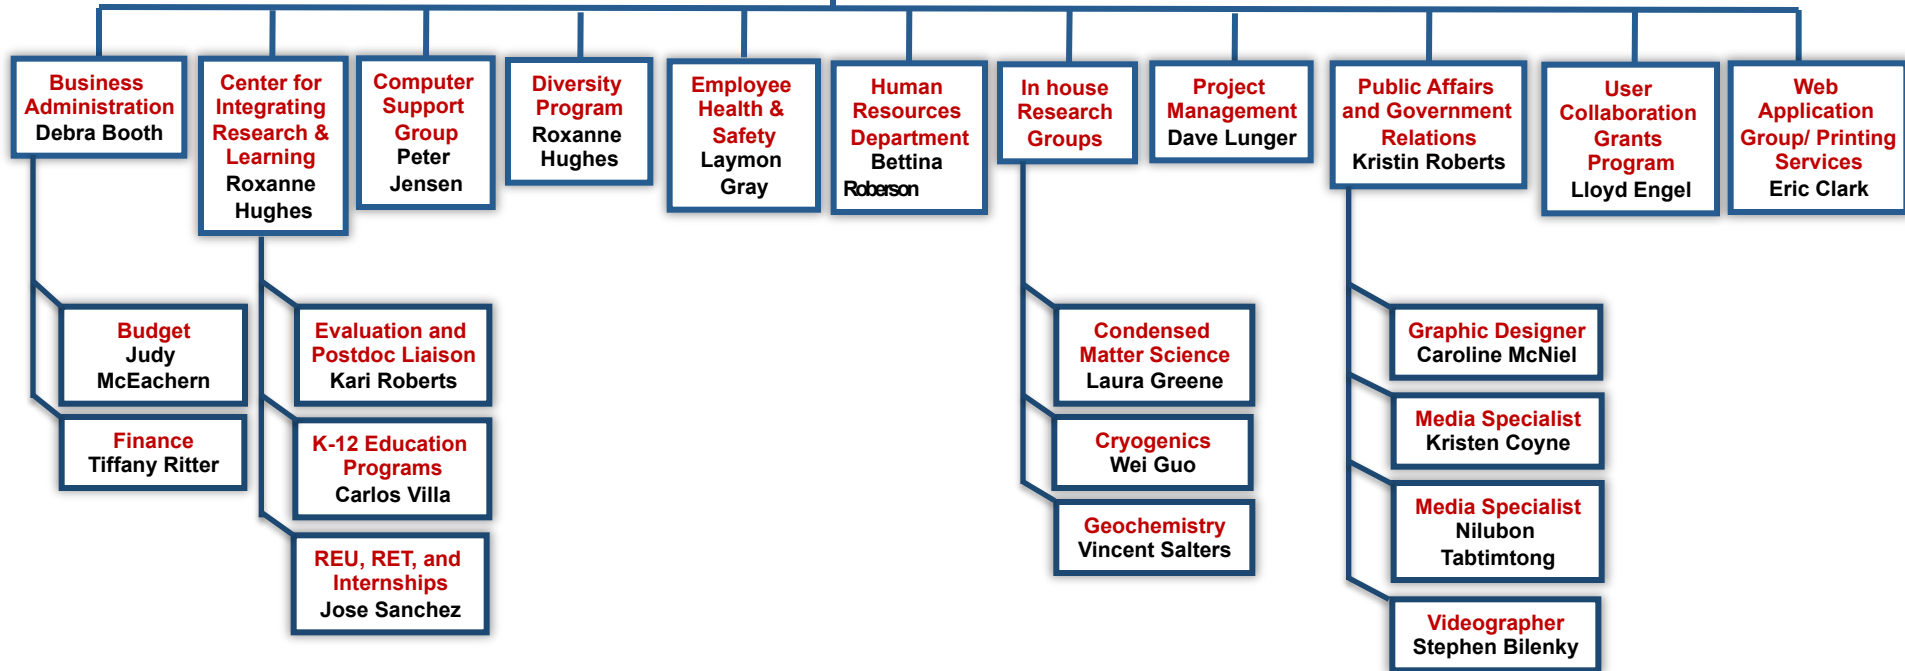 Business
Administration
Debra Booth
Center for
Integrating
Research &
Learning
Roxanne
Hughes
Computer
Support
Group
Peter
Jensen
Diversity
Program
Roxanne
Hughes
Employee
Health &
Safety
Laymon
Gray
Human
Resources
Department
Bettina
Roberson
In house
Research
Groups
Project
Management
Dave Lunger
Public Affairs
and Government
Relations
Kristin Roberts
User
Collaboration
Grants
Program
Lloyd Engel
Web
Application
Group/ Printing
Services
Eric Clark
Budget
Judy
McEachern
Finance
Tiffany Ritter
Evaluation and
Postdoc Liaison
Kari Roberts
K-12 Education
Programs
Carlos Villa
REU, RET, and
Internships
Jose Sanchez
Condensed
Matter Science
Laura Greene
Cryogenics
Wei Guo
Geochemistry
Vincent Salters
Graphic Designer
Caroline McNiel
Media Specialist
Kristen Coyne
Media Specialist
Nilubon
Tabtimtong
Videographer
Stephen Bilenky